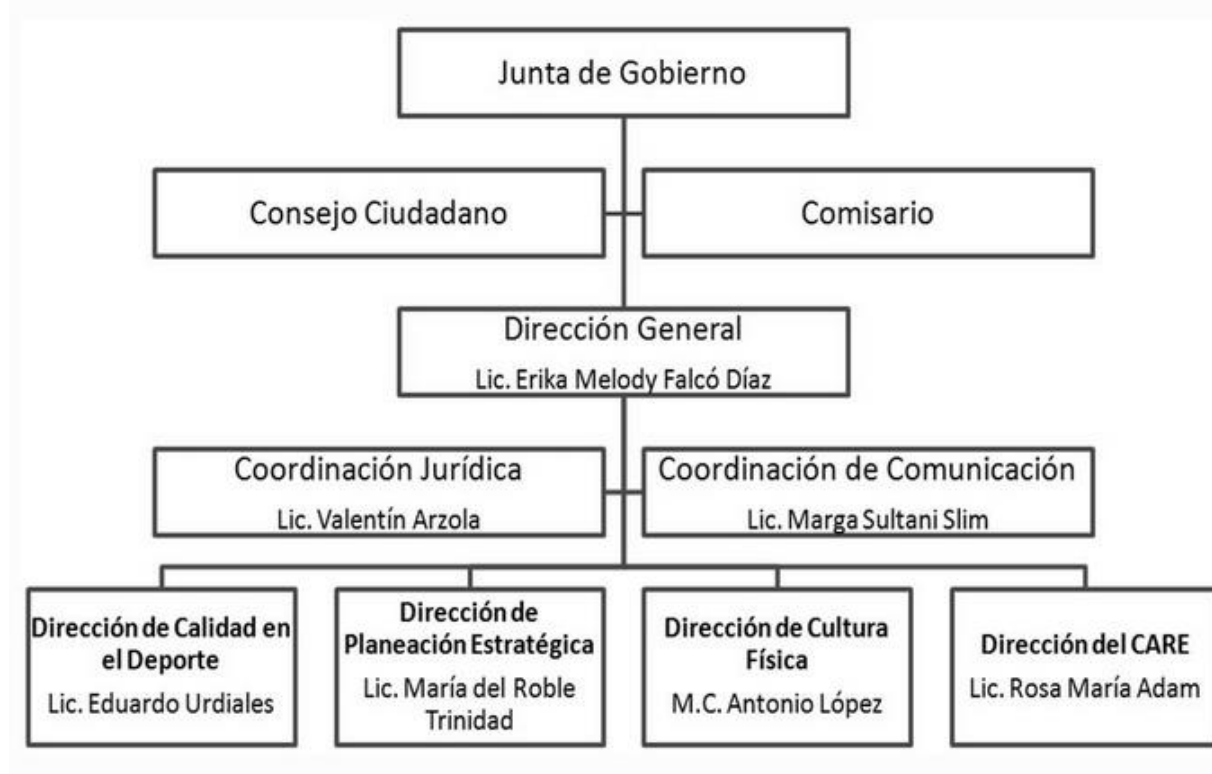 Junta de Gobierno
Consejo Ciudadano
Comisario
Dirección General
Lic. Erika Melody Falcó Díaz
Coordinación Jurídica
Lic. Valentín Arzola
Coordinación de Comunicación
Lic. Marga Sultani Slim
Dirección de Calidad en
el Deporte
Lic. Eduardo Urdiales
Dirección de
Planeación Estratégica
Lic. María del Roble
Trinidad
Dirección de Cultura
Física
M.C. Antonio López
Dirección del CARE
Lic. Rosa María Adam